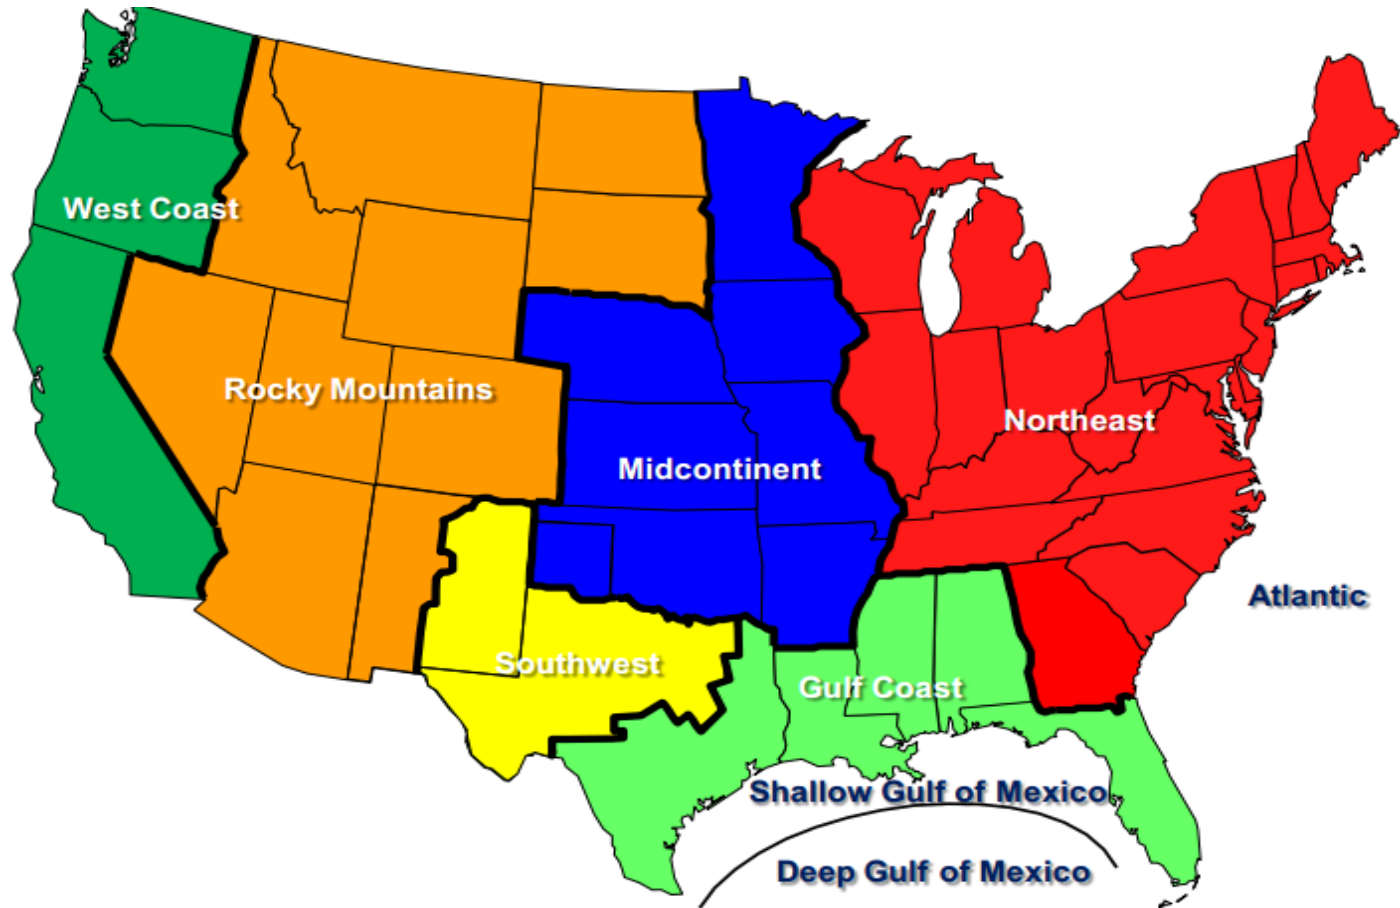 West Coast
Rocky Mountains
Northeast
Midcontinent
Atlantic
Southwest
Gulf Coast
Shallow Gulf of Mexico
Deep Gulf of Mexico